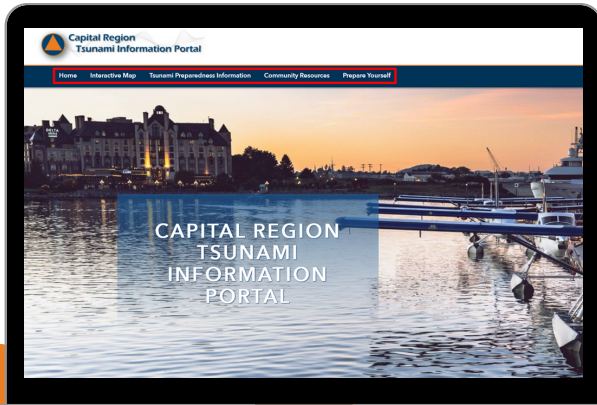 Capital Region
Tsunami Information Portal
Home Interactive Map Tsunami Preparedness Information Community Resources Prepare Yourself
DELTA
CAPITAL REGION
TSUNAMI
INFORMATION
PORTAL